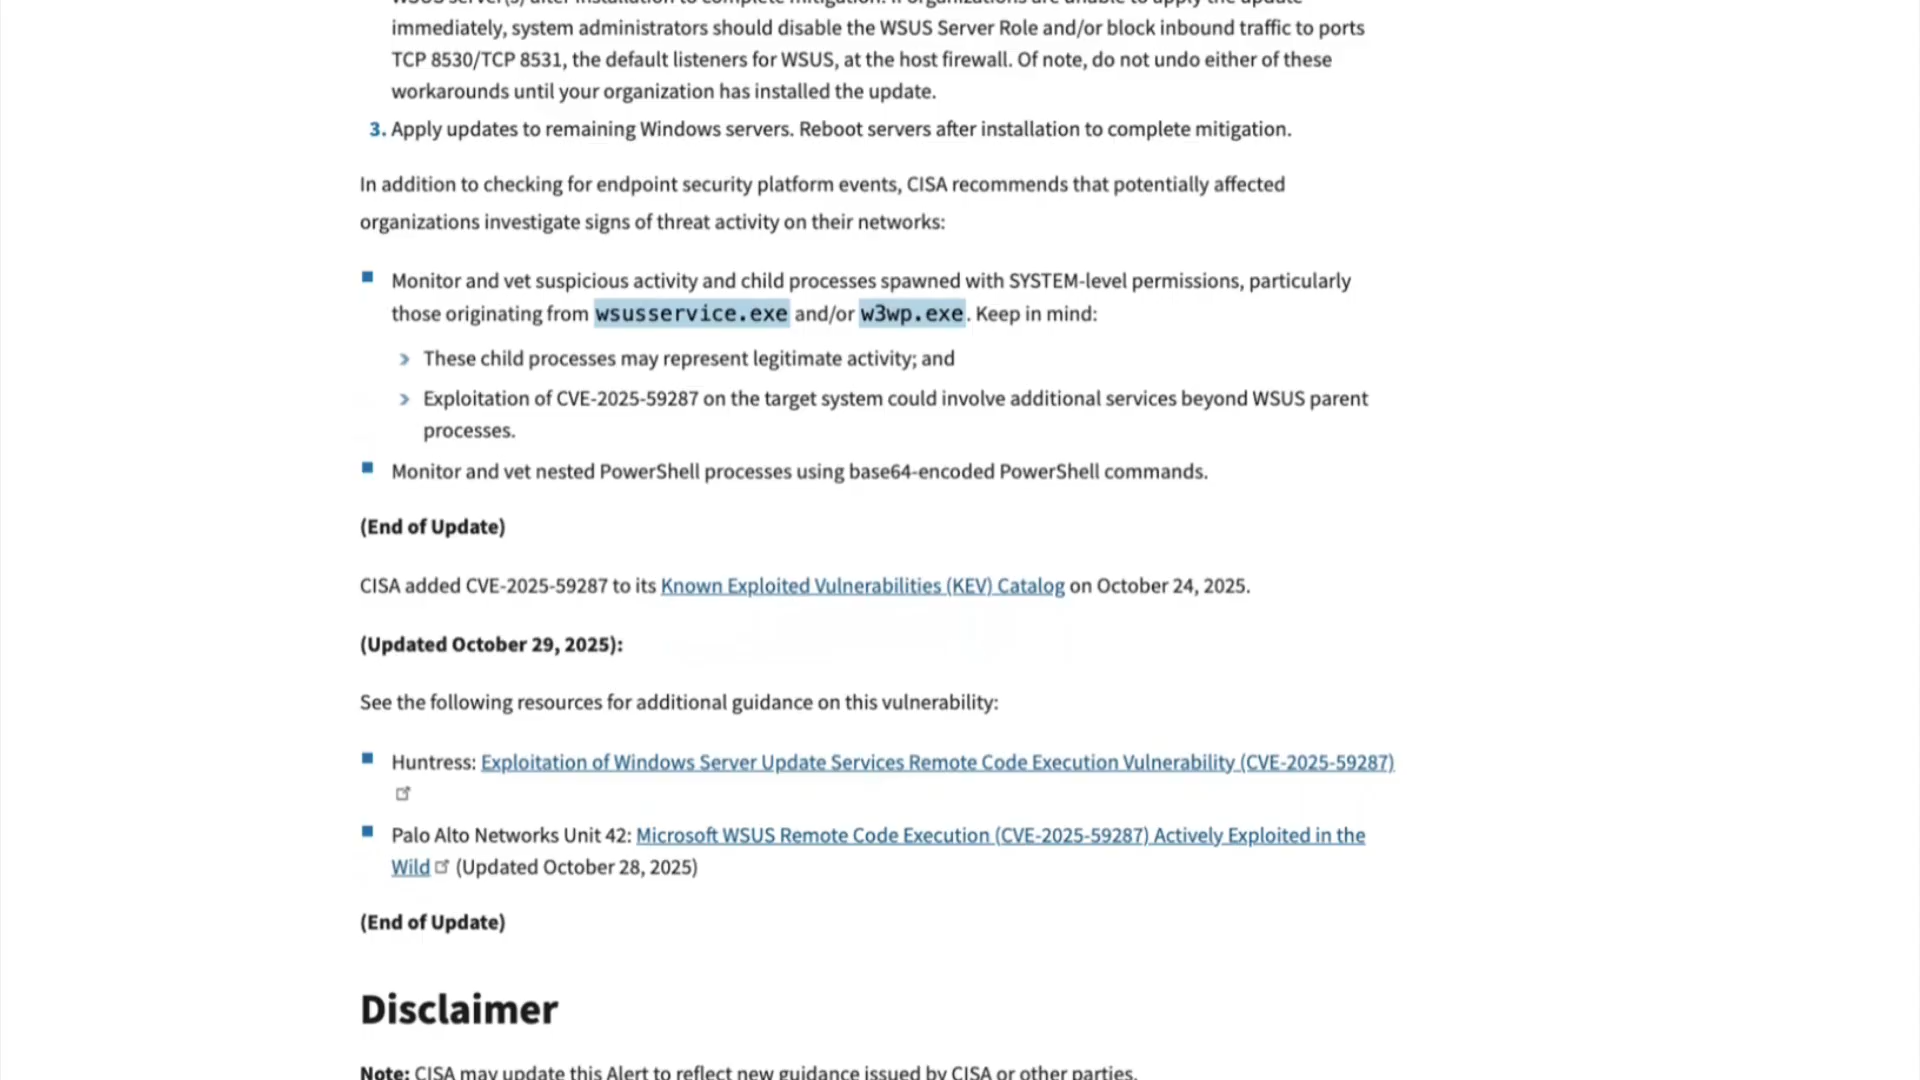 WSUS server(s) after installation to complete mitigation. If organizations are unable to apply the update
immediately, system administrators should disable the WSUS Server Role and/or block inbound traffic to ports
TCP 8530/TCP 8531, the default listeners for WSUS, at the host firewall. Of note, do not undo either of these
workarounds until your organization has installed the update.
3. Apply updates to remaining Windows servers. Reboot servers after installation to complete mitigation.
In addition to checking for endpoint security platform events, CISA recommends that potentially affected
organizations investigate signs of threat activity on their networks:
Monitor and vet suspicious activity and child processes spawned with SYSTEM-level permissions, particularly
those originating from wsusservice.exe and/or w3wp.exe. Keep in mind:
These child processes may represent legitimate activity; and
Exploitation of CVE-2025-59287 on the target system could involve additional services beyond WSUS parent
processes.
Monitor and vet nested PowerShell processes using base64-encoded PowerShell commands.
(End of Update)
CISA added CVE-2025-59287 to its Known Exploited Vulnerabilities (KEV) Catalog on October 24, 2025.
(Updated October 29, 2025):
See the following resources for additional guidance on this vulnerability:
Huntress: Exploitation of Windows Server Update Services Remote Code Execution Vulnerability (CVE-2025-59287)
Palo Alto Networks Unit 42: Microsoft WSUS Remote Code Execution (CVE-2025-59287) Actively Exploited in the
Wild (Updated October 28, 2025)
(End of Update)
Disclaimer
Note: CISA may update this Alert to reflect new guidance issued by CISA or other parties.